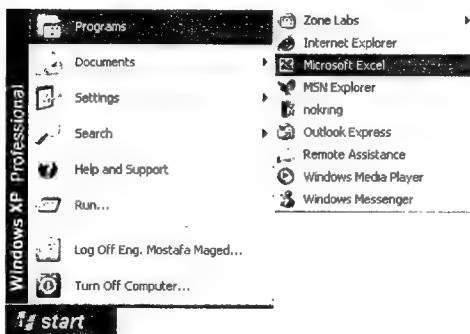 Programs
Documents
Settings
Search
Help and Support
Run...
Log Off Eng. Mostafa Maged...
Turn Off Computer...
Windows XP Professional
start
Zone Labs
Internet Explorer
Microsoft Excel
MSN Explorer
nokring
Outlook Express
Remote Assistance
Windows Media Player
Windows Messenger